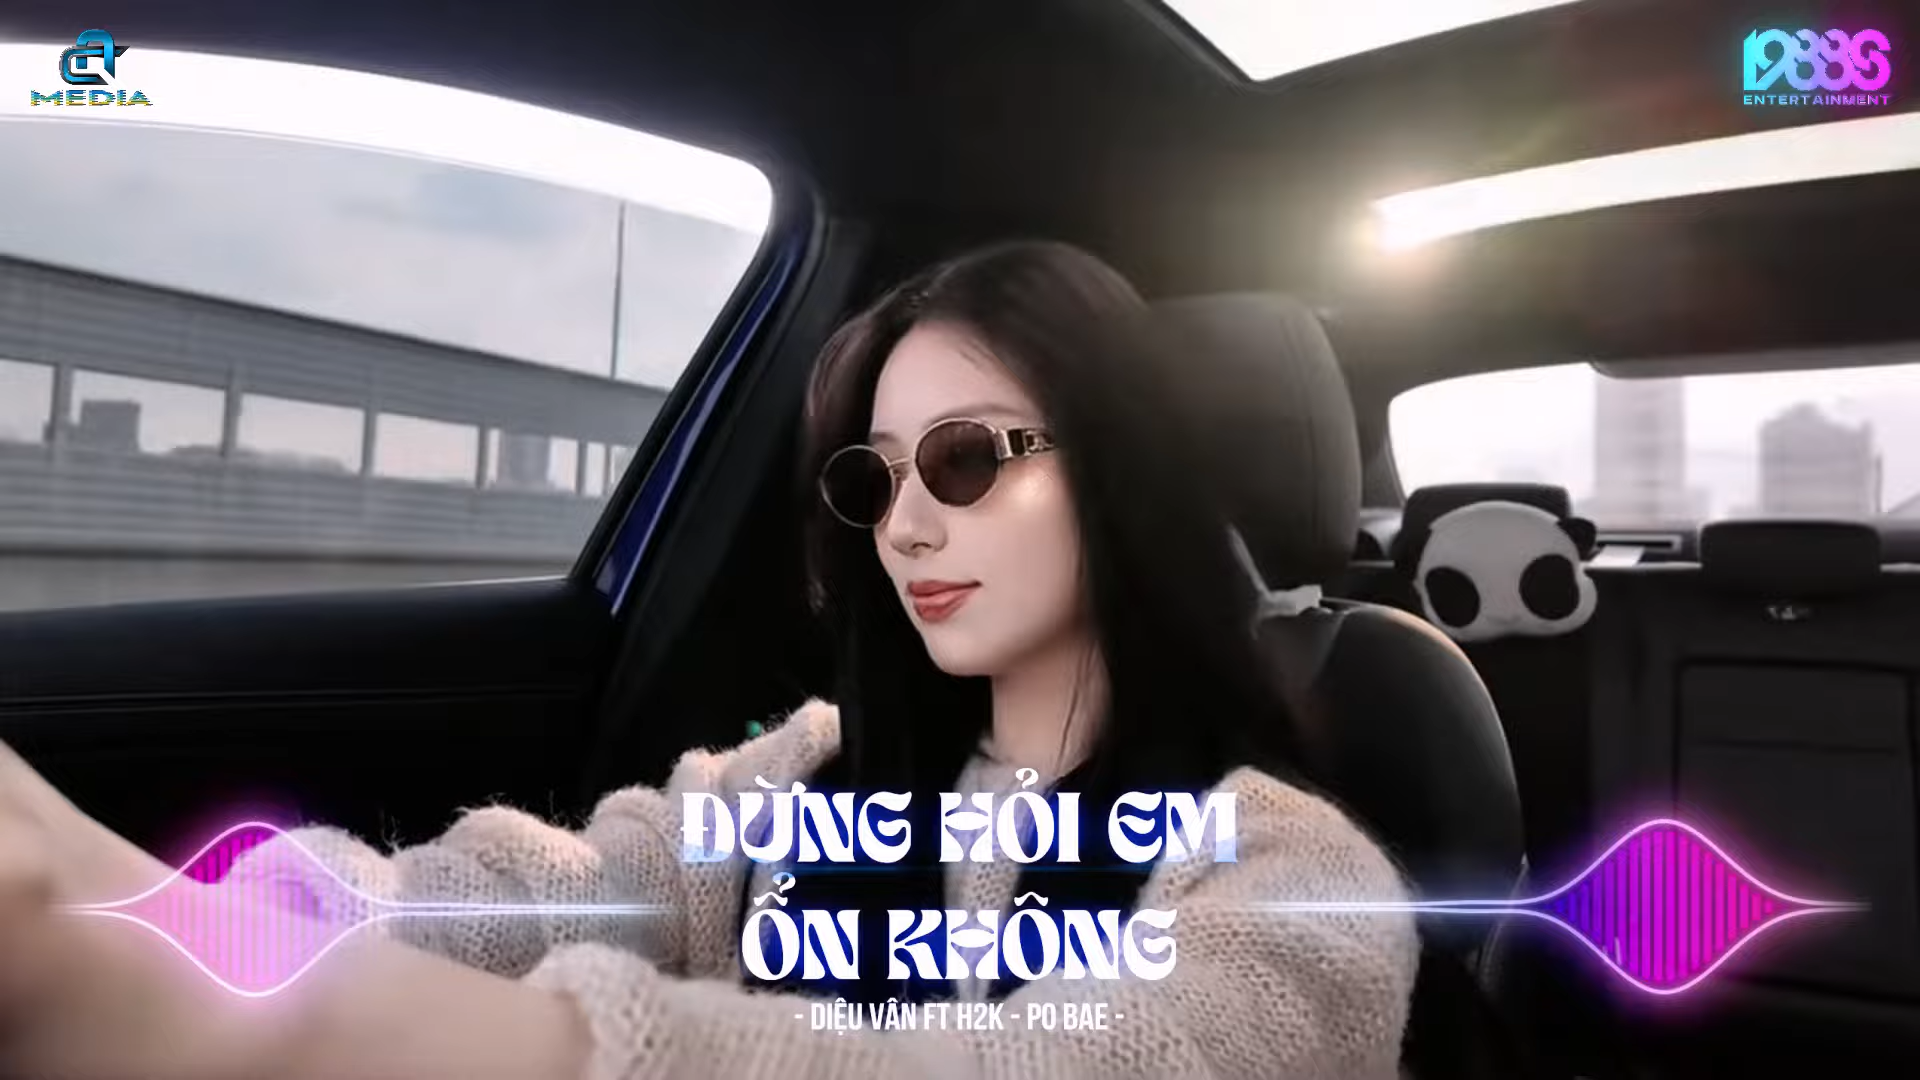 MEDIA
1988S
ENTERTAINMENT
ĐỪNG HỎI EM
ỔN KHÔNG
- DIỆU VÂN FT H2K - PO BAE -